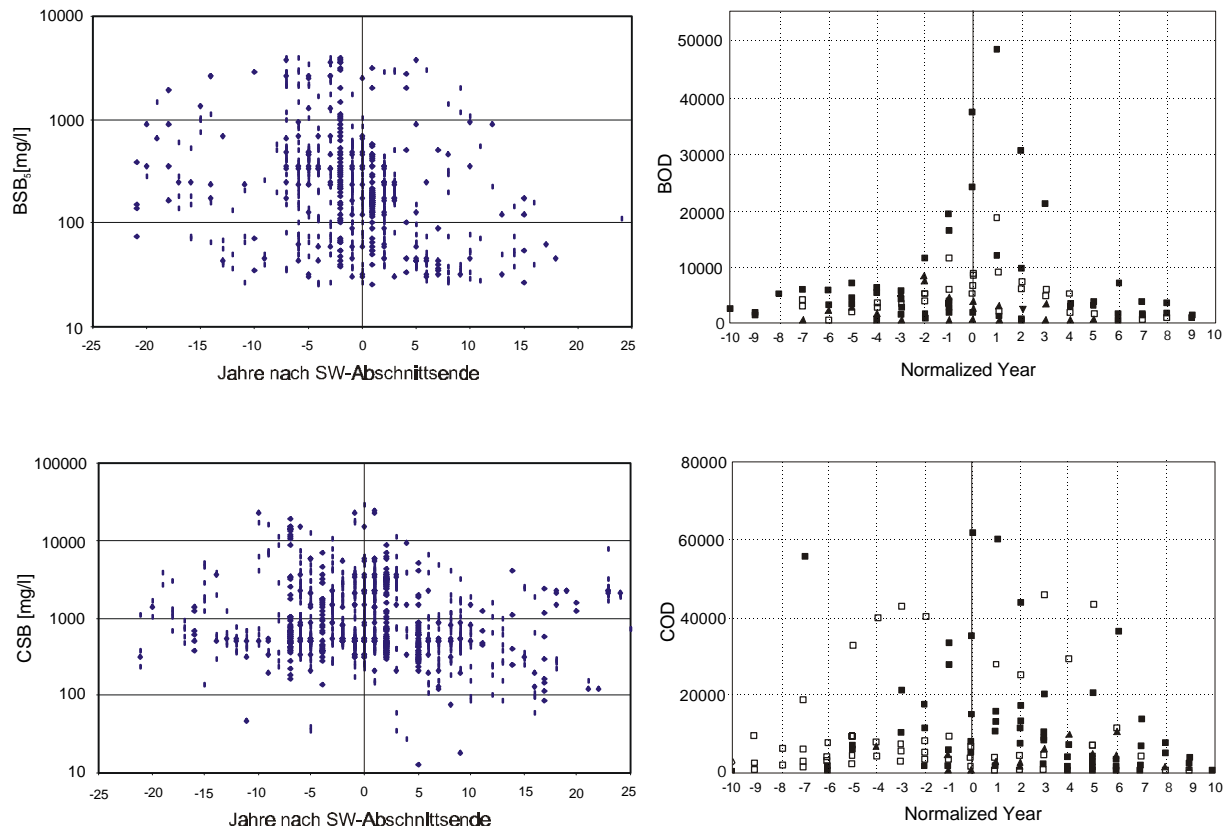 10000
1000
100
10
BSB5[mg/l]
-25 -20 -15 -10 -5 0 5 10 15 20 25
Jahre nach SW-Abschnittsende
50000
40000
30000
20000
10000
0
BOD
-10 -9 -8 -7 -6 -5 -4 -3 -2 -1 0 1 2 3 4 5 6 7 8 9 10
Normalized Year
100000
10000
1000
100
10
CSB [mg/l]
-25 -20 -15 -10 -5 0 5 10 15 20 25
Jahre nach SW-Abschnittsende
80000
60000
40000
20000
0
COD
-10 -9 -8 -7 -6 -5 -4 -3 -2 -1 0 1 2 3 4 5 6 7 8 9 10
Normalized Year